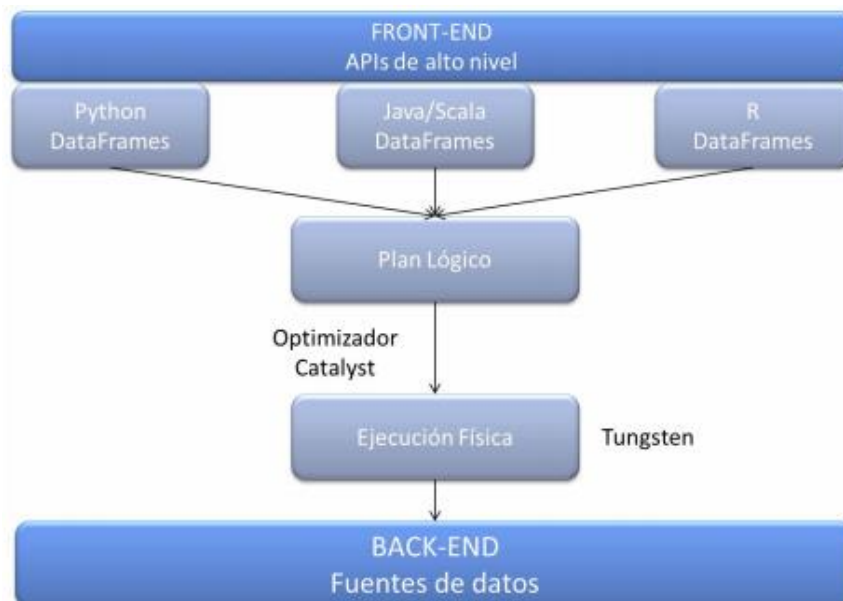 FRONT-END
APIs de alto nivel
Python
DataFrames
Java/Scala
DataFrames
R
DataFrames
Plan Lógico
Optimizador
Catalyst
Ejecución Física
Tungsten
BACK-END
Fuentes de datos